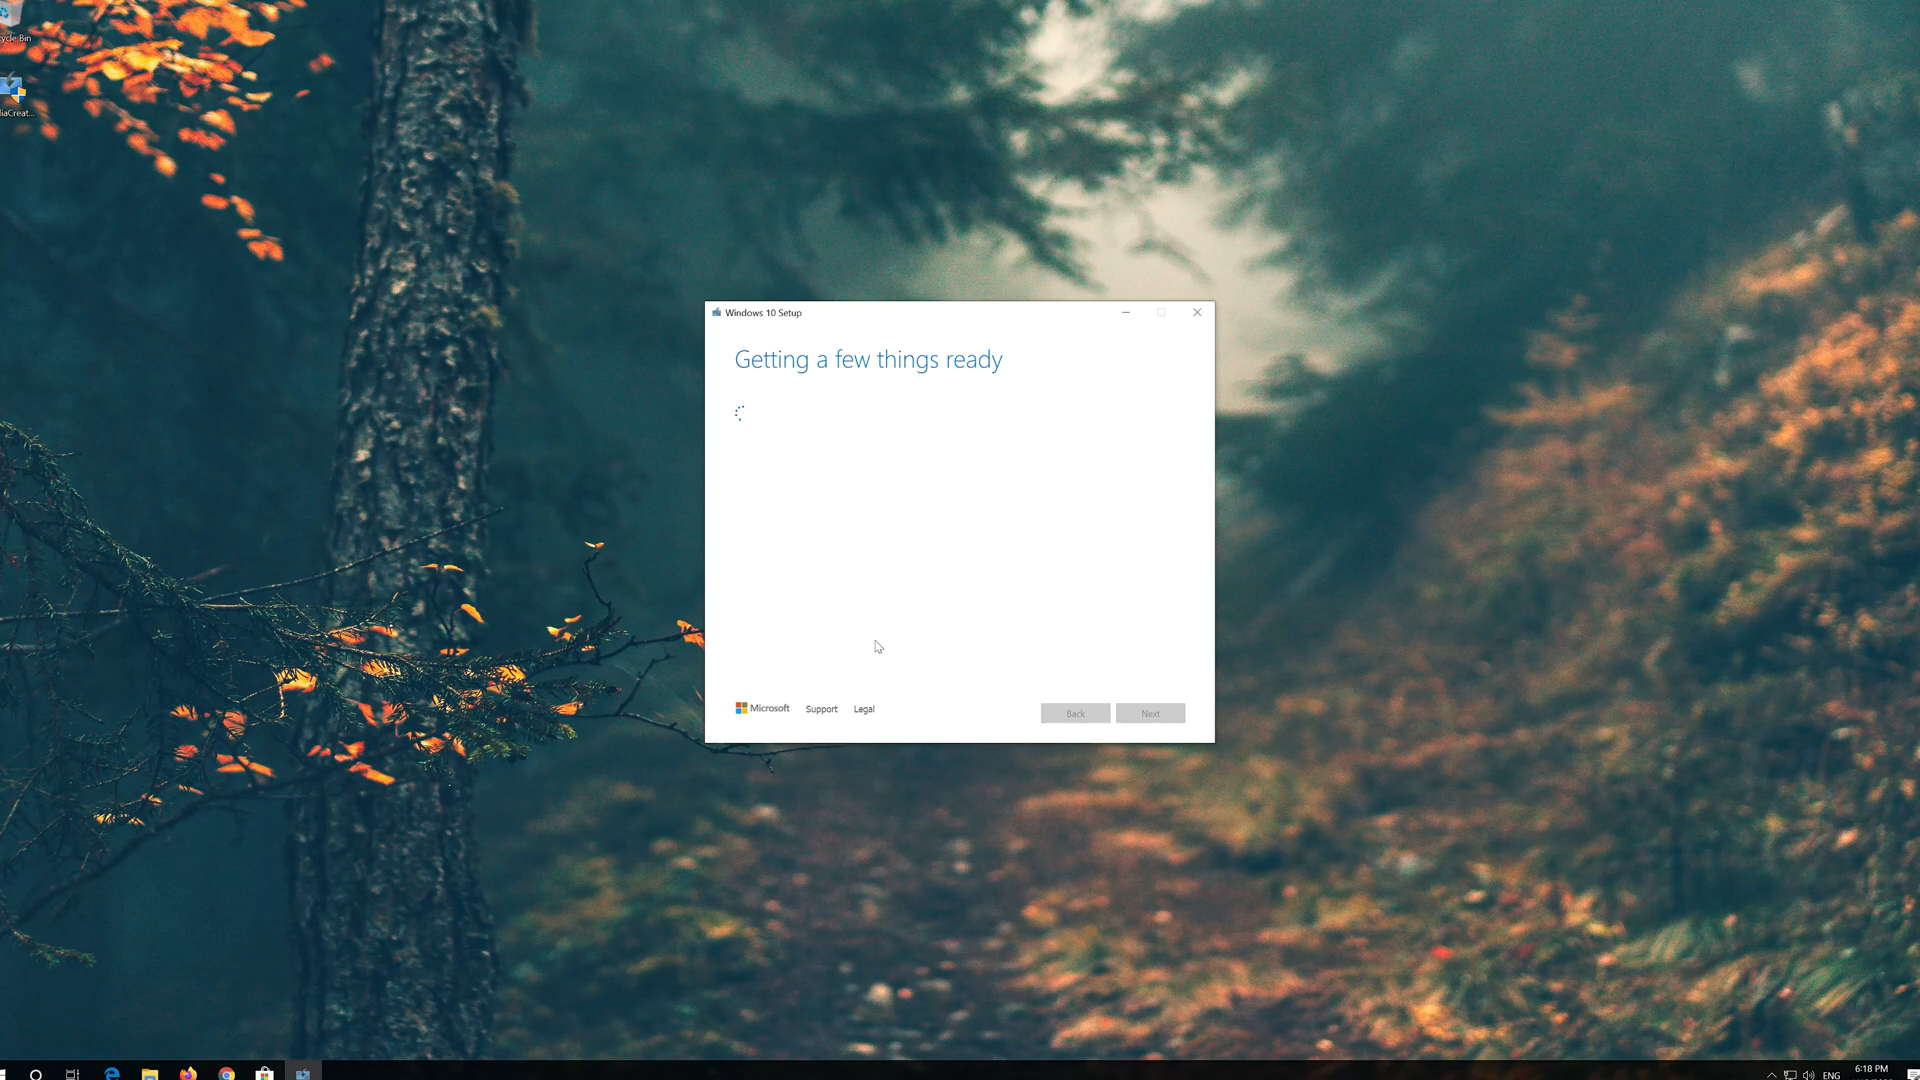 Windows 10 Setup
Getting a few things ready
Microsoft Support Legal
Back Next
ENG
6:18 PM